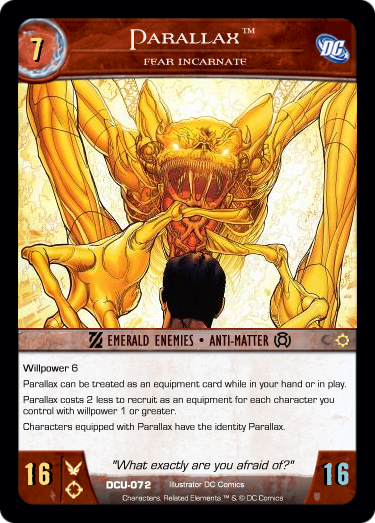 7
PARALLAX™
DC
FEAR INCARNATE
EMERALD ENEMIES • ANTI-MATTER
Willpower 6
Parallax can be treated as an equipment card while in your hand or in play.
Parallax costs 2 less to recruit as an equipment for each character you
control with willpower 1 or greater.
Characters equipped with Parallax have the identity Parallax.
"What exactly are you afraid of?"
16
16
DCU-072 Illustrator DC Comics
Characters, Related Elements ™ & © DC Comics